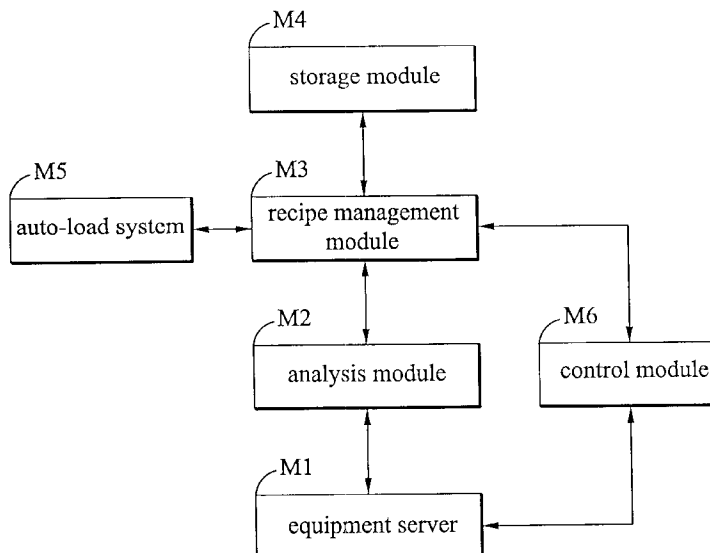 M4
storage module
M5
auto-load system
M3
recipe management
module
M2
analysis module
M6
control module
M1
equipment server